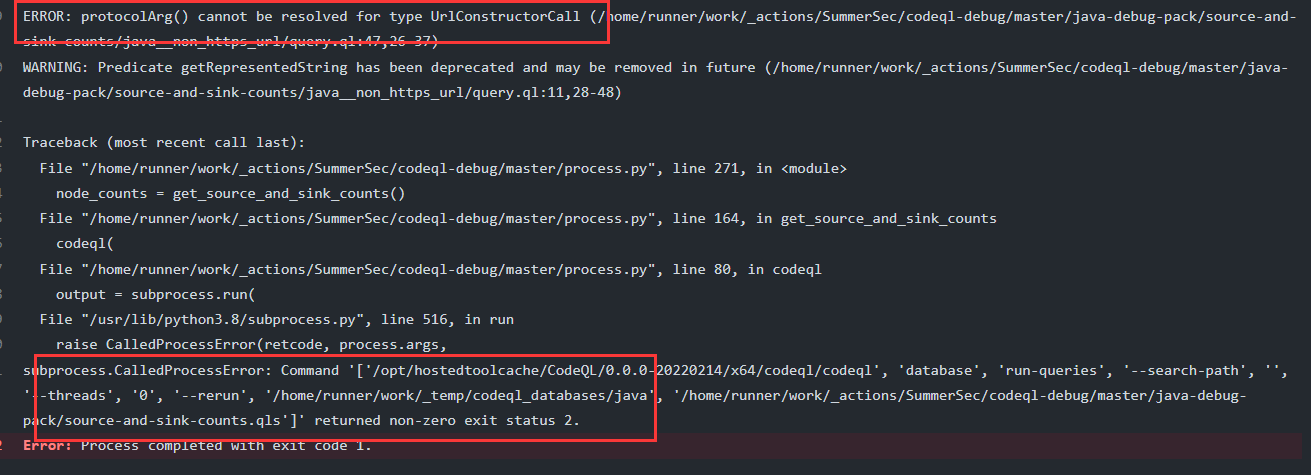 ERROR: protocolArg() cannot be resolved for type UrlConstructorCall (/home/runner/work/_actions/SummerSec/codeql-debug/master/java-debug-pack/source-and-
sink-counts/java__non_https_url/query.ql:47,26-37)
WARNING: Predicate getRepresentedString has been deprecated and may be removed in future (/home/runner/work/_actions/SummerSec/codeql-debug/master/java-
debug-pack/source-and-sink-counts/java__non_https_url/query.ql:11,28-48)
Traceback (most recent call last):
File "/home/runner/work/_actions/SummerSec/codeql-debug/master/process.py", line 271, in <module>
node_counts = get_source_and_sink_counts()
File "/home/runner/work/_actions/SummerSec/codeql-debug/master/process.py", line 164, in get_source_and_sink_counts
codeql(
File "/home/runner/work/_actions/SummerSec/codeql-debug/master/process.py", line 80, in codeql
output = subprocess.run(
File "/usr/lib/python3.8/subprocess.py", line 516, in run
raise CalledProcessError(retcode, process.args,
subprocess.CalledProcessError: Command '['/opt/hostedtoolcache/CodeQL/0.0.0-20220214/x64/codeql/codeql', 'database', 'run-queries', '--search-path', '',
'--threads', '0', '--rerun', '/home/runner/work/_temp/codeql_databases/java', '/home/runner/work/_actions/SummerSec/codeql-debug/master/java-debug-
pack/source-and-sink-counts.qls']' returned non-zero exit status 2.
Error: Process completed with exit code 1.